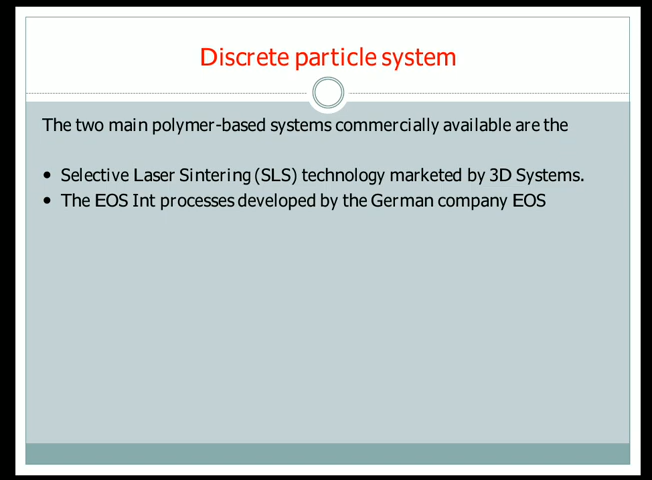 Discrete particle system
The two main polymer-based systems commercially available are the
• Selective Laser Sintering (SLS) technology marketed by 3D Systems.
• The EOS Int processes developed by the German company EOS